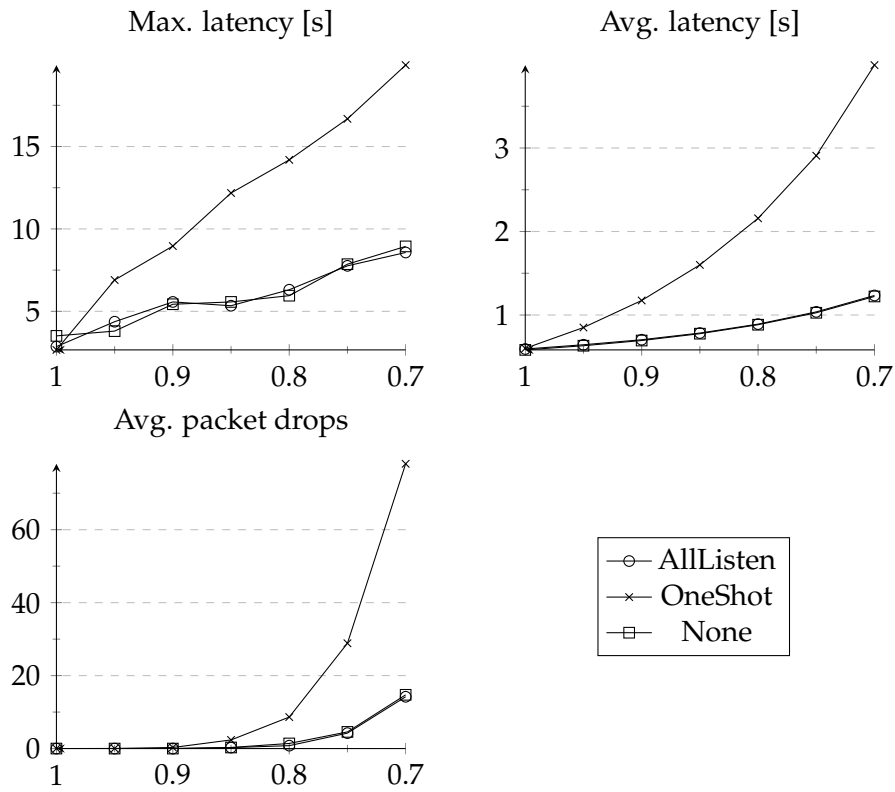 Max. latency [s]
15
10
5
1 0.9 0.8 0.7
Avg. latency [s]
3
2
1
1 0.9 0.8 0.7
Avg. packet drops
60
40
20
0
1 0.9 0.8 0.7
AllListen
OneShot
None